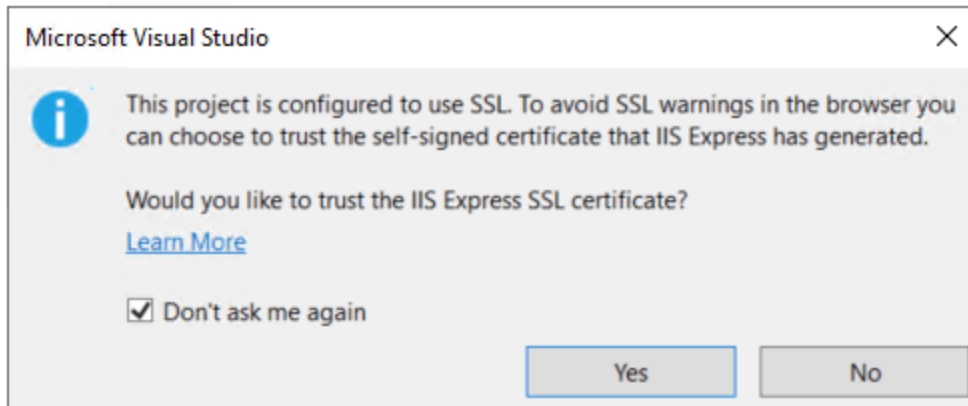 Microsoft Visual Studio
This project is configured to use SSL. To avoid SSL warnings in the browser you
can choose to trust the self-signed certificate that IIS Express has generated.
Would you like to trust the IIS Express SSL certificate?
Learn More
Don't ask me again
Yes
No